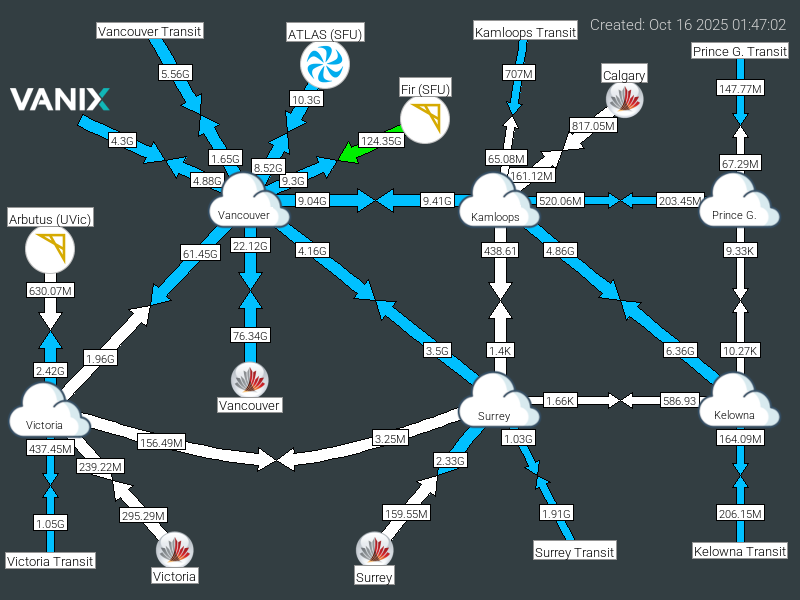 Created: Oct 16 2025 01:47:02
Vancouver Transit
ATLAS (SFU)
Kamloops Transit
Prince G. Transit
5.56G
707M
Calgary
147.77M
VANIX
10.3G
Fir (SFU)
4.3G
124.35G
817.05M
1.65G
65.08M
67.29M
4.88G
8.52G
9.3G
161.12M
9.04G
9.41G
520.06M
203.45M
Vancouver
Kamloops
Prince G.
Arbutus (UVic)
61.45G
22.12G
4.16G
438.61
4.86G
9.33K
630.07M
76.34G
1.96G
3.5G
1.4K
6.36G
10.27K
2.42G
Vancouver
1.66K
586.93
Victoria
Surrey
Kelowna
437.45M
156.49M
3.25M
1.03G
164.09M
239.22M
2.33G
1.05G
295.29M
159.55M
1.91G
206.15M
Victoria Transit
Victoria
Surrey
Surrey Transit
Kelowna Transit